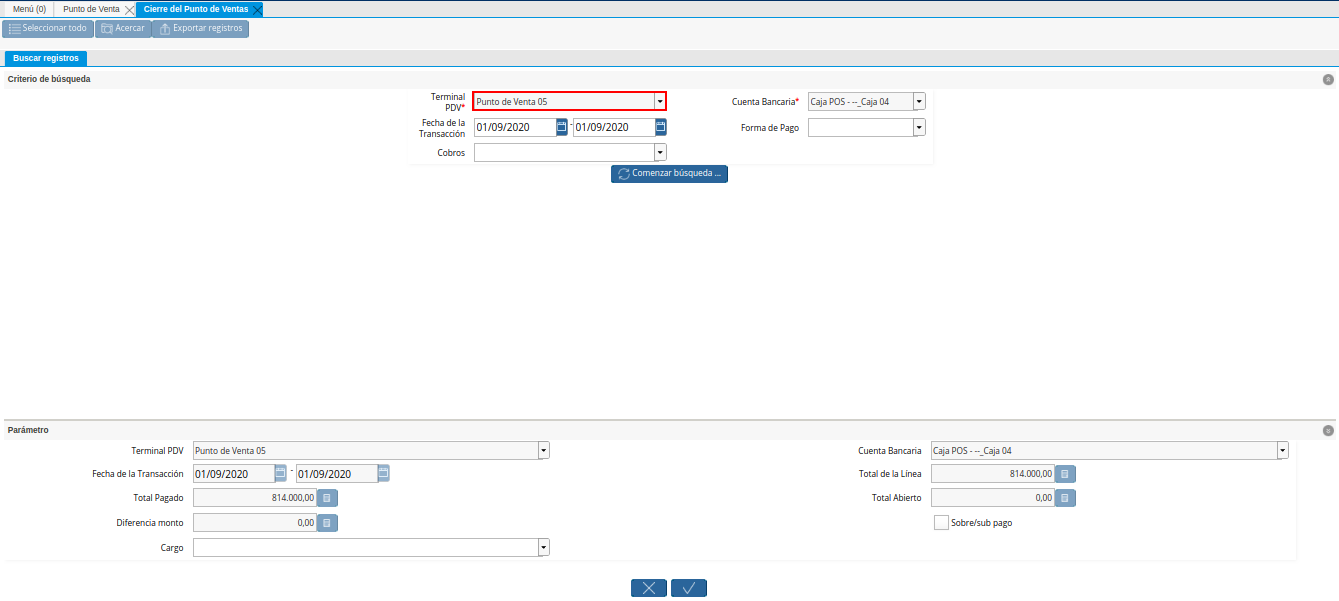 Menú (0) Punto de Venta Cierre del Punto de Ventas
Seleccionar todo Acercar Exportar registros
Buscar registros
Criterio de búsqueda
Terminal PDV* Punto de Venta 05 Cuenta Bancaria* Caja POS - --_Caja 04
Fecha de la Transacción 01/09/2020 - 01/09/2020 Forma de Pago
Cobros
Comenzar búsqueda ...
Parámetro
Terminal PDV Punto de Venta 05 Cuenta Bancaria Caja POS - --_Caja 04
Fecha de la Transacción 01/09/2020 - 01/09/2020 Total de la Línea 814.000,00
Total Pagado 814.000,00 Total Abierto 0,00
Diferencia monto 0,00 Sobre/sub pago
Cargo